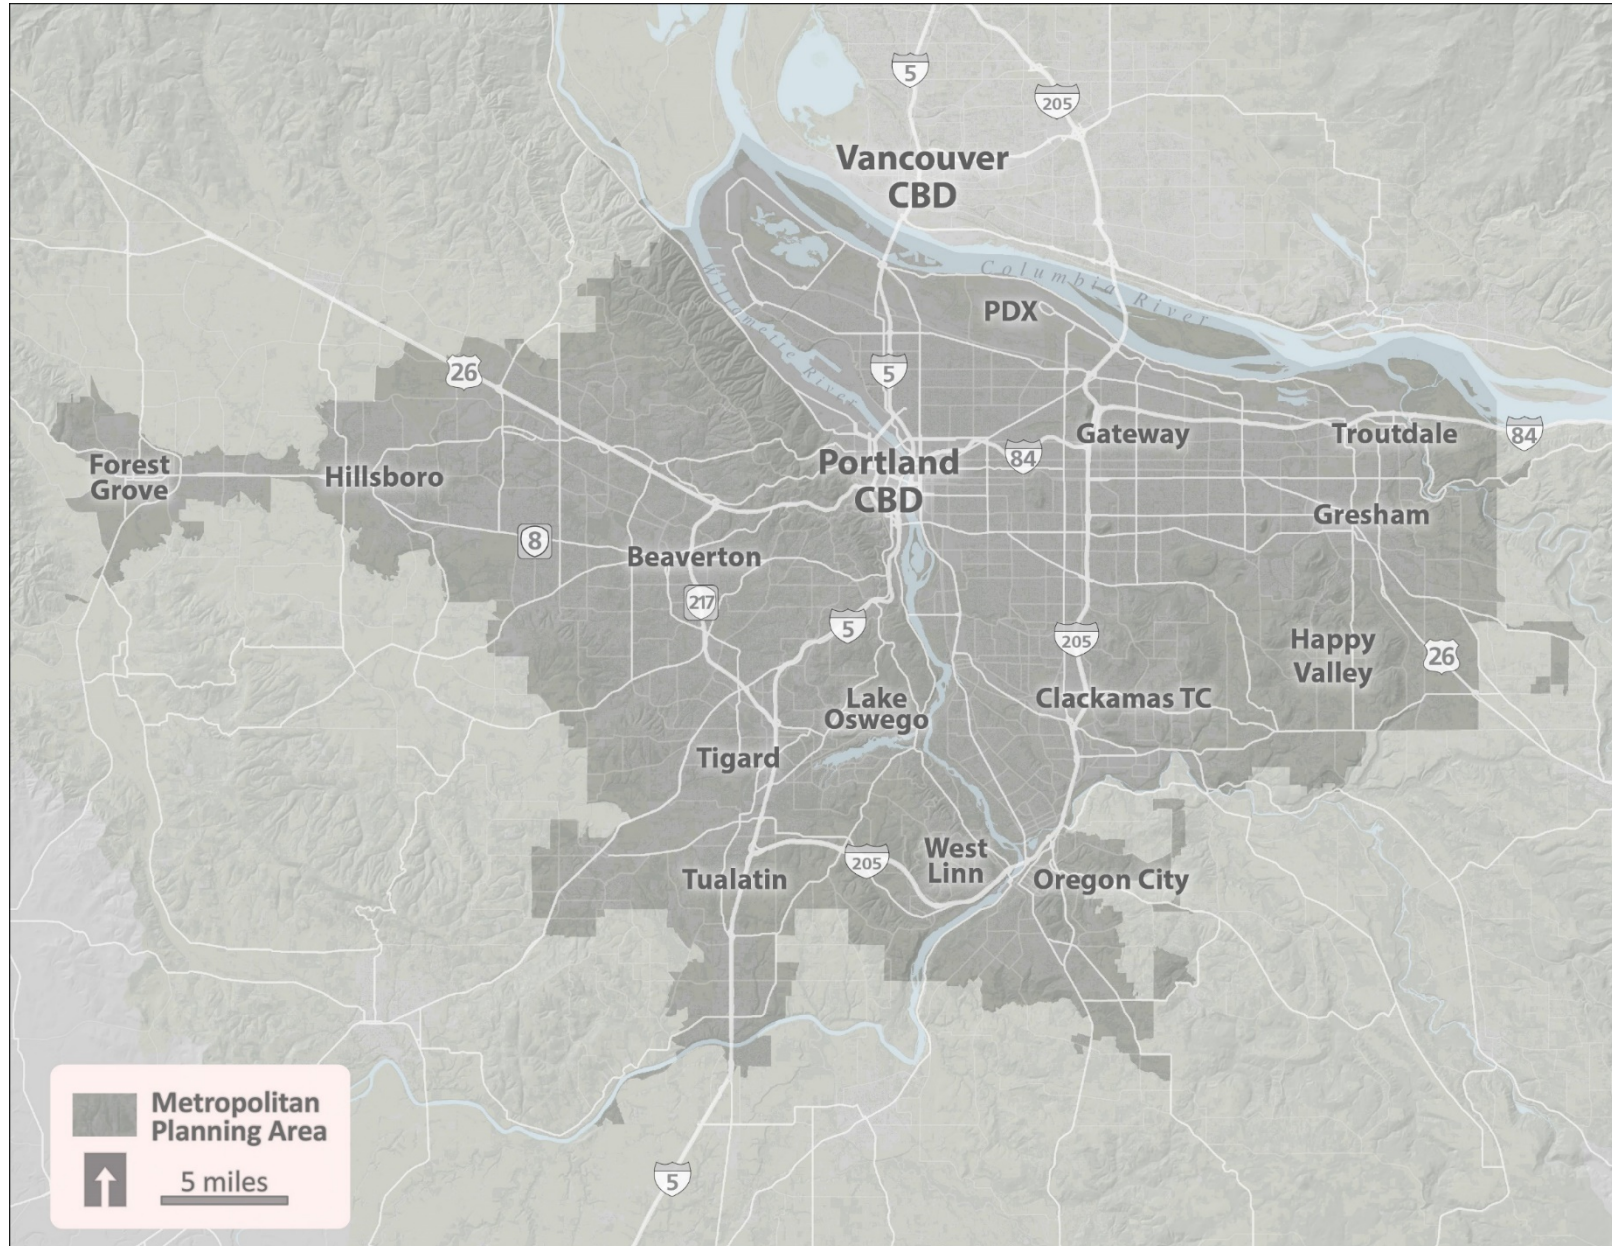 5
205
Vancouver
CBD
Columbia River
PDX
Willamette River
26
5
Gateway
Troutdale
84
84
Portland
CBD
Forest
Grove
Hillsboro
Gresham
8
Beaverton
217
5
205
Happy
Valley
26
Lake
Oswego
Clackamas TC
Tigard
205
West
Linn
Tualatin
Oregon City
Metropolitan
Planning Area
5 miles
5